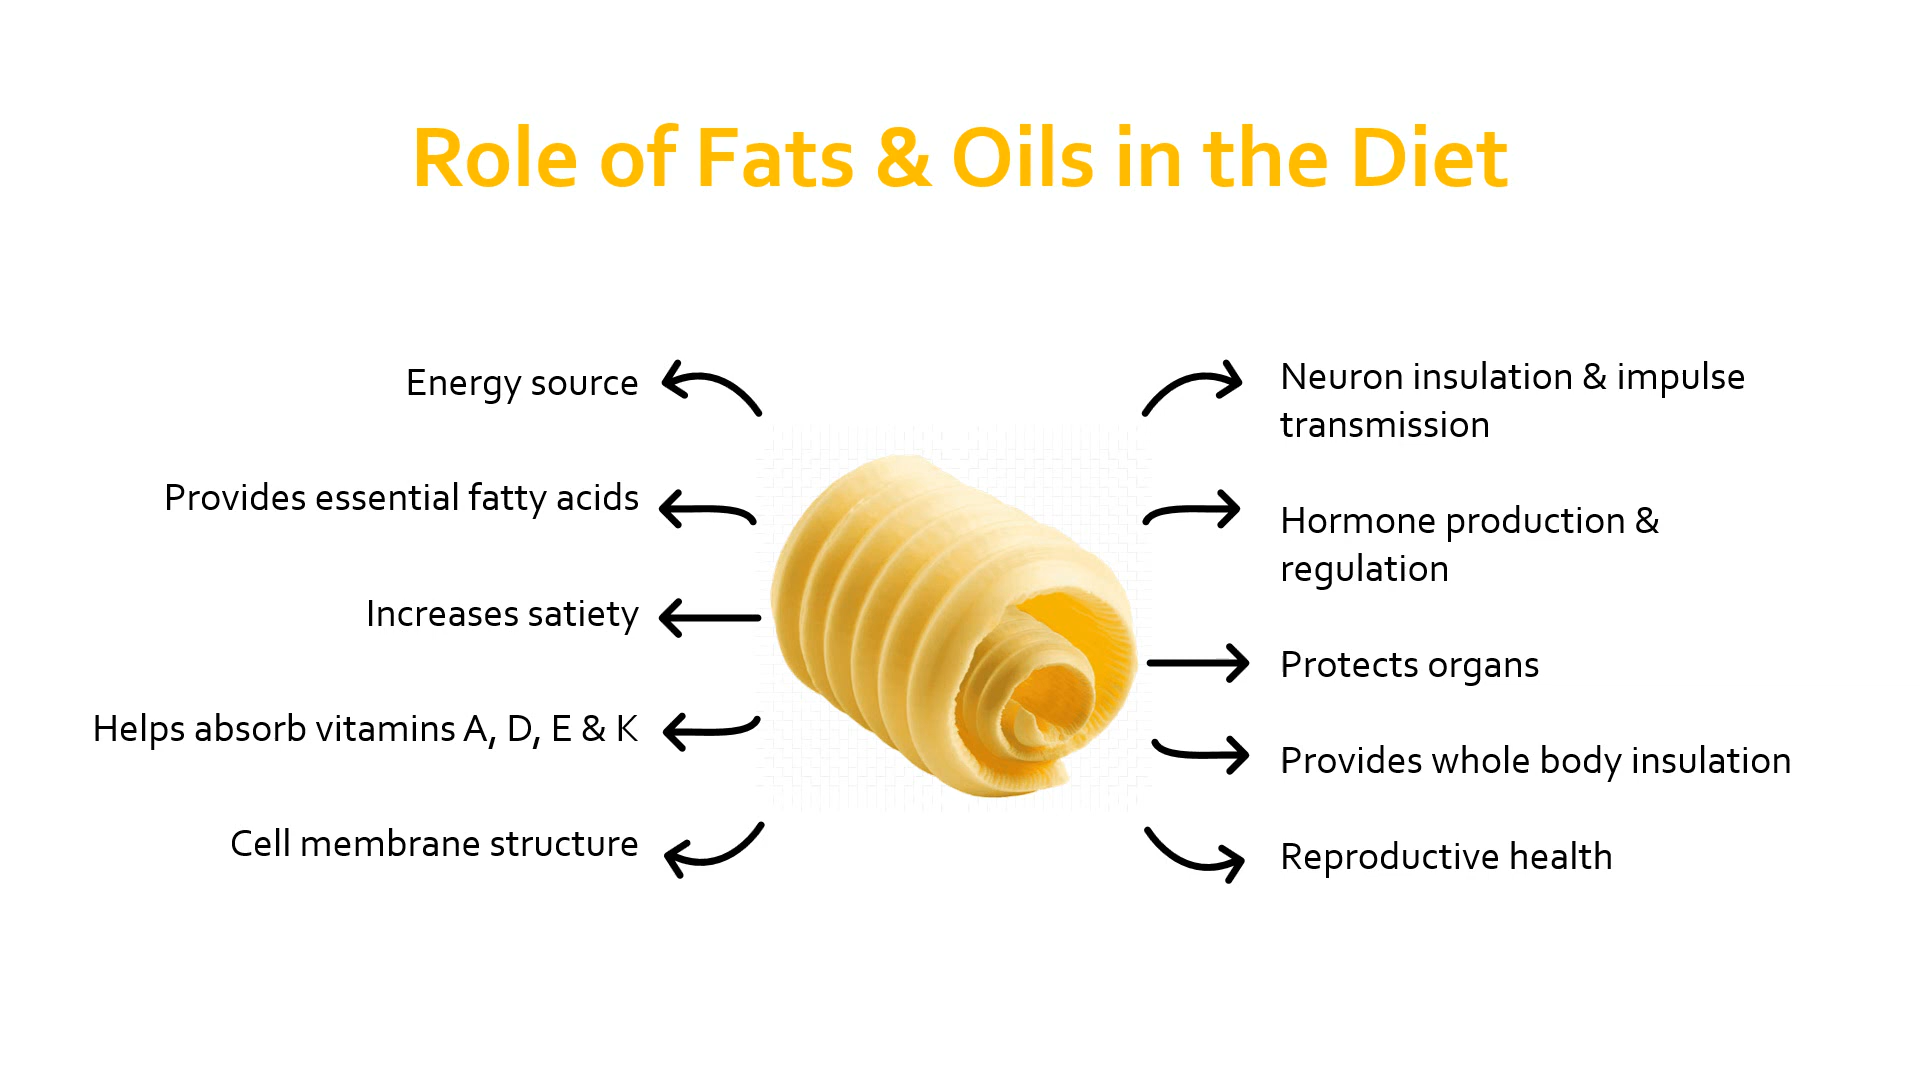 Role of Fats & Oils in the Diet
Energy source
Provides essential fatty acids
Increases satiety
Helps absorb vitamins A, D, E & K
Cell membrane structure
Neuron insulation & impulse
transmission
Hormone production &
regulation
Protects organs
Provides whole body insulation
Reproductive health